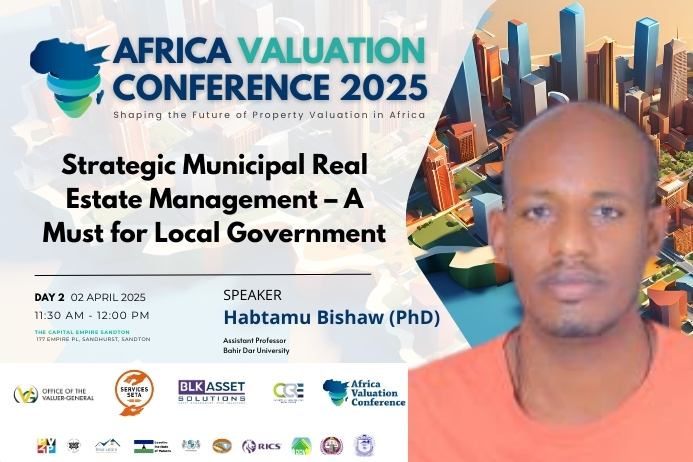 AFRICA VALUATION
CONFERENCE 2025
Shaping the Future of Property Valuation in Africa
Strategic Municipal Real
Estate Management – A
Must for Local Government
DAY 2 02 APRIL 2025
11:30 AM - 12:00 PM
THE CAPITAL EMPIRE SANDTON
177 EMPIRE PL, SANDHURST, SANDTON
SPEAKER
Habtamu Bishaw (PhD)
Assistant Professor
Bahir Dar University
OFFICE OF THE
VALUER-GENERAL
SERVICES
SETA
BLKASSET
SOLUTIONS
Africa
Valuation
Conference
RICS